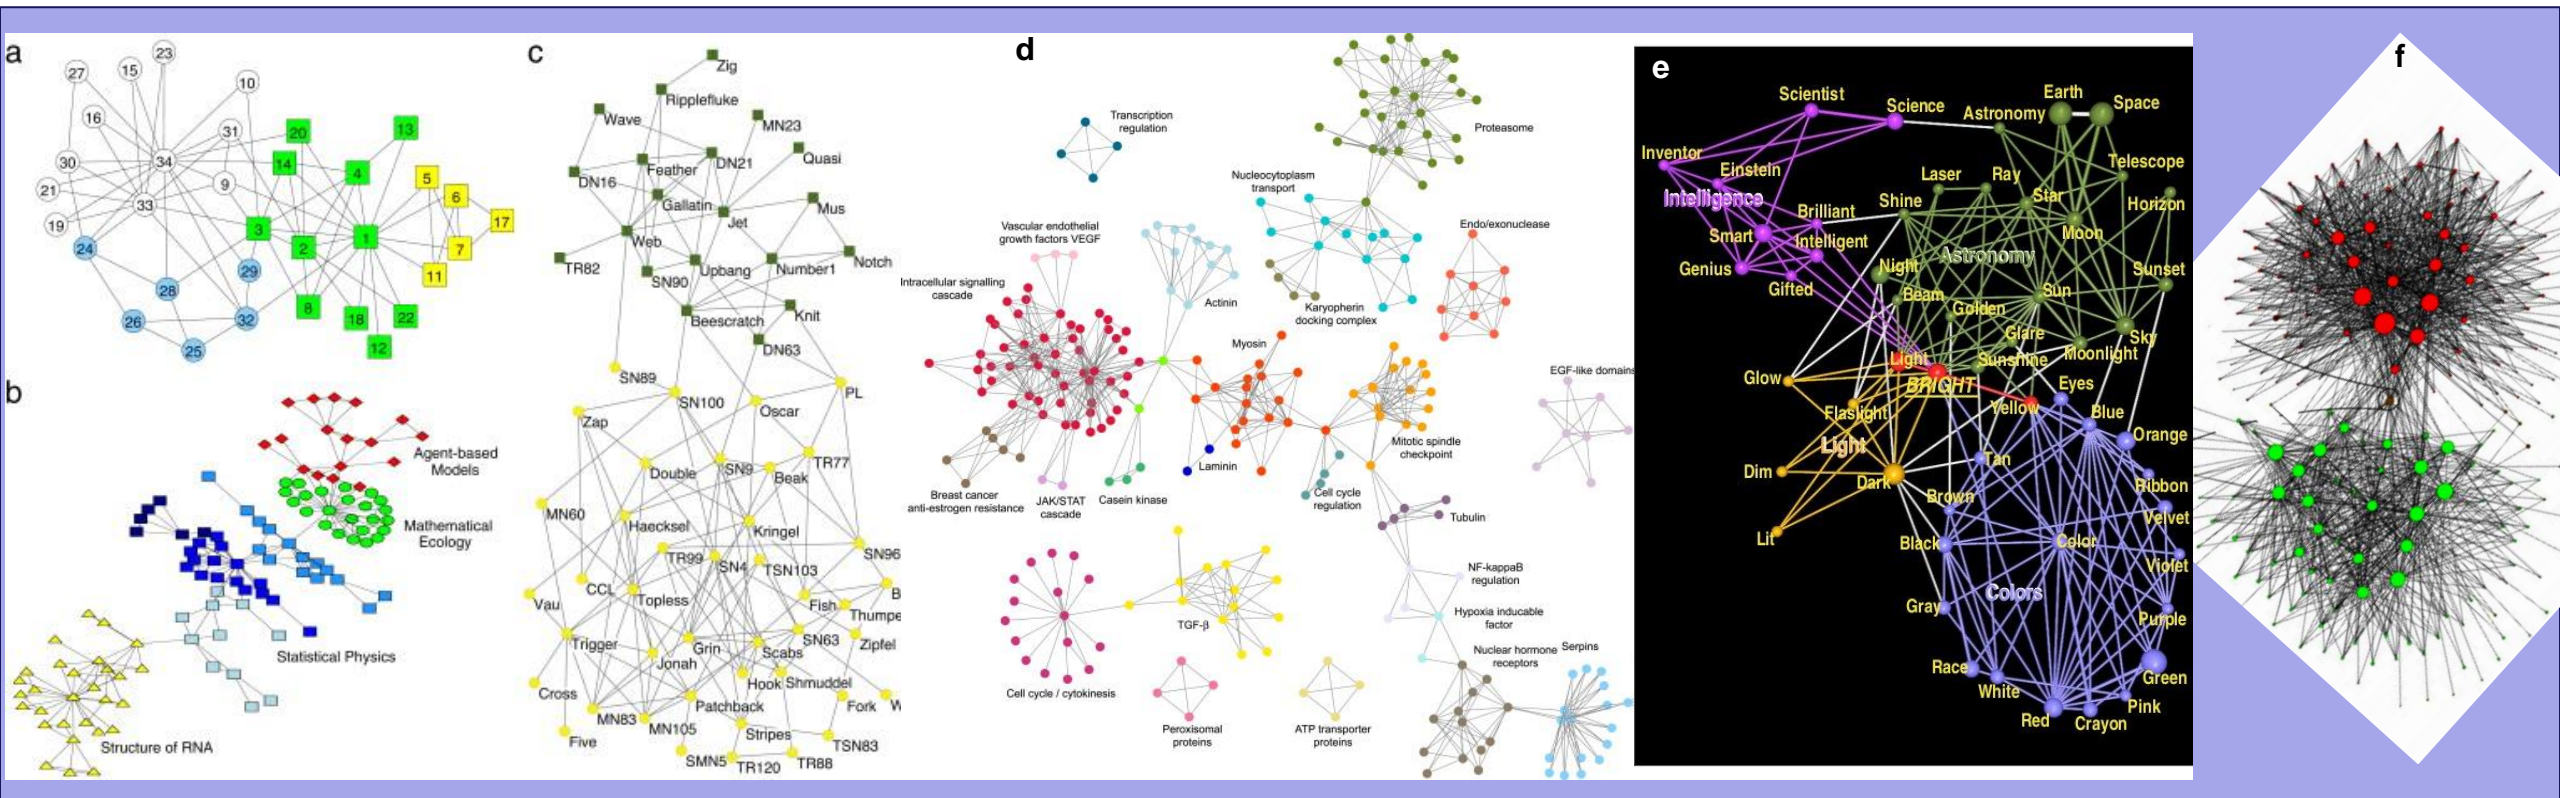 a
23
27
15
10
16
31
20
13
30
34
14
4
5
6
21
9
17
33
19
3
2
1
7
24
11
29
28
8
18
22
26
32
12
25
b
Agent-based
Models
Mathematical
Ecology
Statistical Physics
Structure of RNA
c
Zig
Ripplefluke
Wave
MN23
Quasi
DN21
Feather
DN16
Gallatin
Mus
Jet
Web
TR82
Upbang
Number1
Notch
SN90
Knit
Beescratch
DN63
SN89
PL
SN100
Oscar
Zap
TR77
SN9
Double
Beak
MN60
Haecksel
Kringel
TR99
SN96
SN4
TSN103
CCL
Topless
Vau
Fish
B
Thumpe
Trigger
SN63
Zipfel
Grin
Scabs
Jonah
Hook
Shmuddel
Cross
Patchback
Fork
W
MN83
MN105
Stripes
Five
TSN83
SMN5
TR120
TR88
d
Transcription
regulation
Proteasome
Nucleocytoplasm
transport
Vascular endothelial
growth factors VEGF
Endo/exonuclease
Intracellular signalling
cascade
Actinin
Karyopherin
docking complex
Myosin
EGF-like domains
Mitotic spindle
checkpoint
Laminin
Breast cancer
anti-estrogen resistance
JAK/STAT
cascade
Casein kinase
Cell cycle
regulation
Tubulin
NF-kappaB
regulation
Hypoxia inducable
factor
TGF-β
Nuclear hormone
receptors
Serpins
Cell cycle / cytokinesis
Peroxisomal
proteins
ATP transporter
proteins
e
Scientist
Science
Astronomy
Earth
Space
Inventor
Einstein
Telescope
Laser
Ray
Intelligence
Star
Horizon
Shine
Brilliant
Smart
Intelligent
Moon
Astronomy
Genius
Night
Sunset
Gifted
Beam
Sun
Golden
Glare
Sky
Light
Sunshine
Moonlight
Glow
BRIGHT
Eyes
Flaslight
Yellow
Blue
Light
Orange
Tan
Dim
Dark
Brown
Ribbon
Velvet
Lit
Black
Color
Violet
Colors
Gray
Purple
Race
White
Green
Red
Crayon
Pink
f